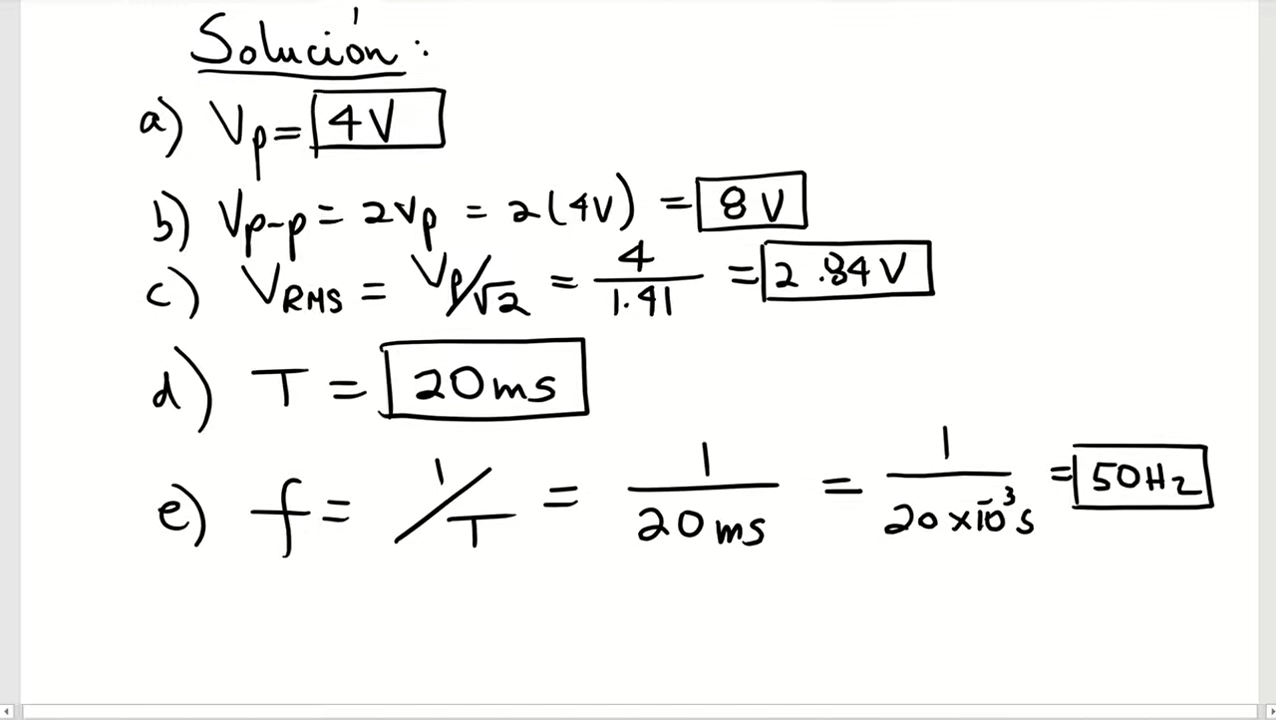 Solución:
a) Vp = 4V
b) Vp-p = 2Vp = 2(4V) = 8V
c) VRMS = Vp/√2 = 4/1.41 = 2.84V
d) T = 20ms
e) f = 1/T = 1/20ms = 1/20x10⁻³s = 50Hz